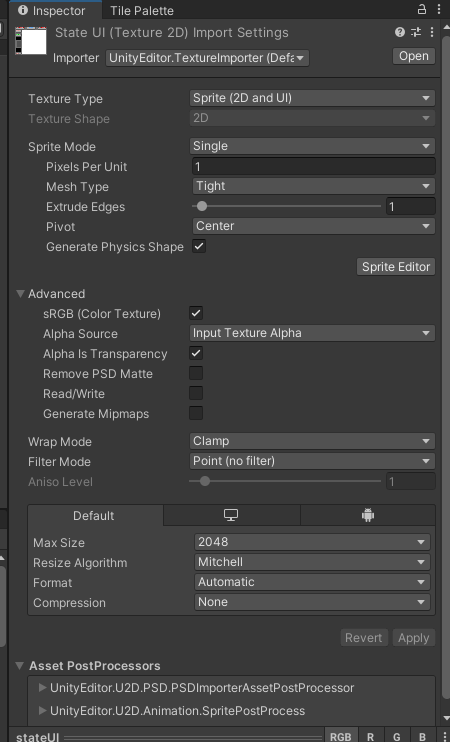 Inspector Tile Palette
State UI (Texture 2D) Import Settings
Importer UnityEditor.TextureImporter (Defa Open
Texture Type Sprite (2D and UI)
Texture Shape 2D
Sprite Mode Single
Pixels Per Unit 1
Mesh Type Tight
Extrude Edges 1
Pivot Center
Generate Physics Shape
Sprite Editor
Advanced
sRGB (Color Texture)
Alpha Source Input Texture Alpha
Alpha Is Transparency
Remove PSD Matte
Read/Write
Generate Mipmaps
Wrap Mode Clamp
Filter Mode Point (no filter)
Aniso Level 1
Default
Max Size 2048
Resize Algorithm Mitchell
Format Automatic
Compression None
Revert Apply
Asset PostProcessors
UnityEditor.U2D.PSD.PSDImporterAssetPostProcessor
UnityEditor.U2D.Animation.SpritePostProcess
stateUI RGB R G B